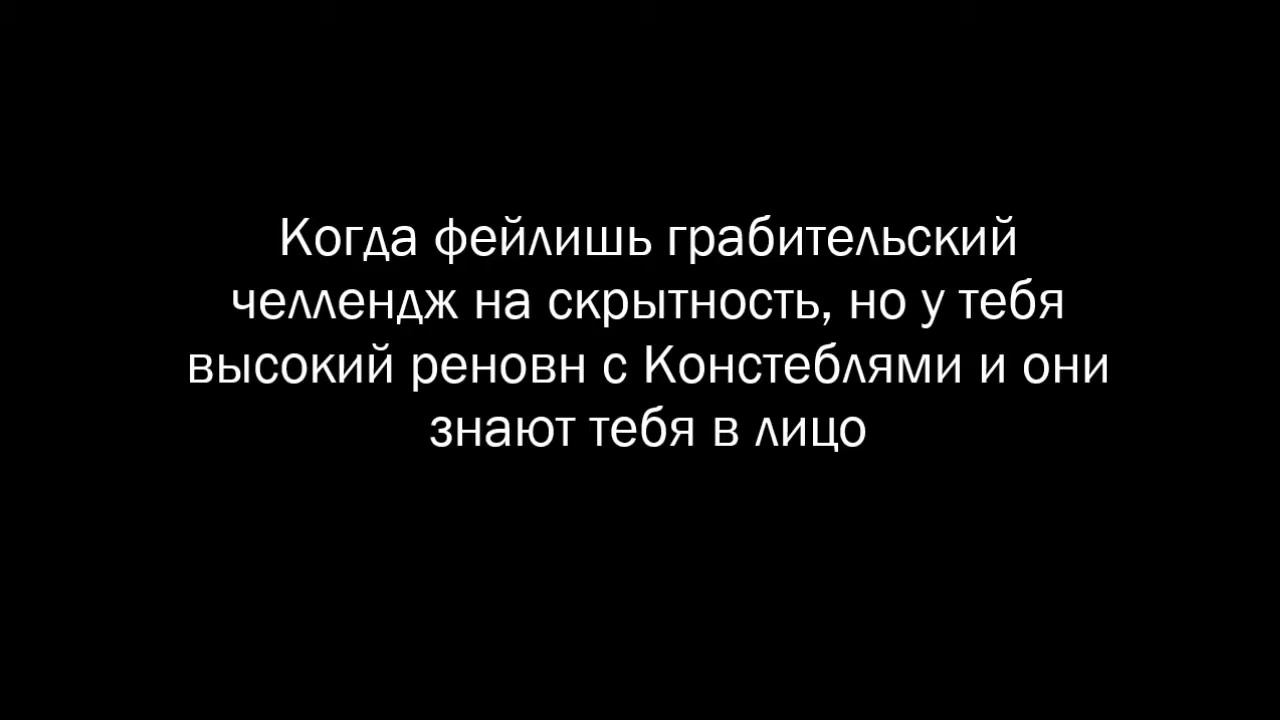 Когда фейлишь грабительский
челлендж на скрытность, но у тебя
высокий реновн с Констеблями и они
знают тебя в лицо